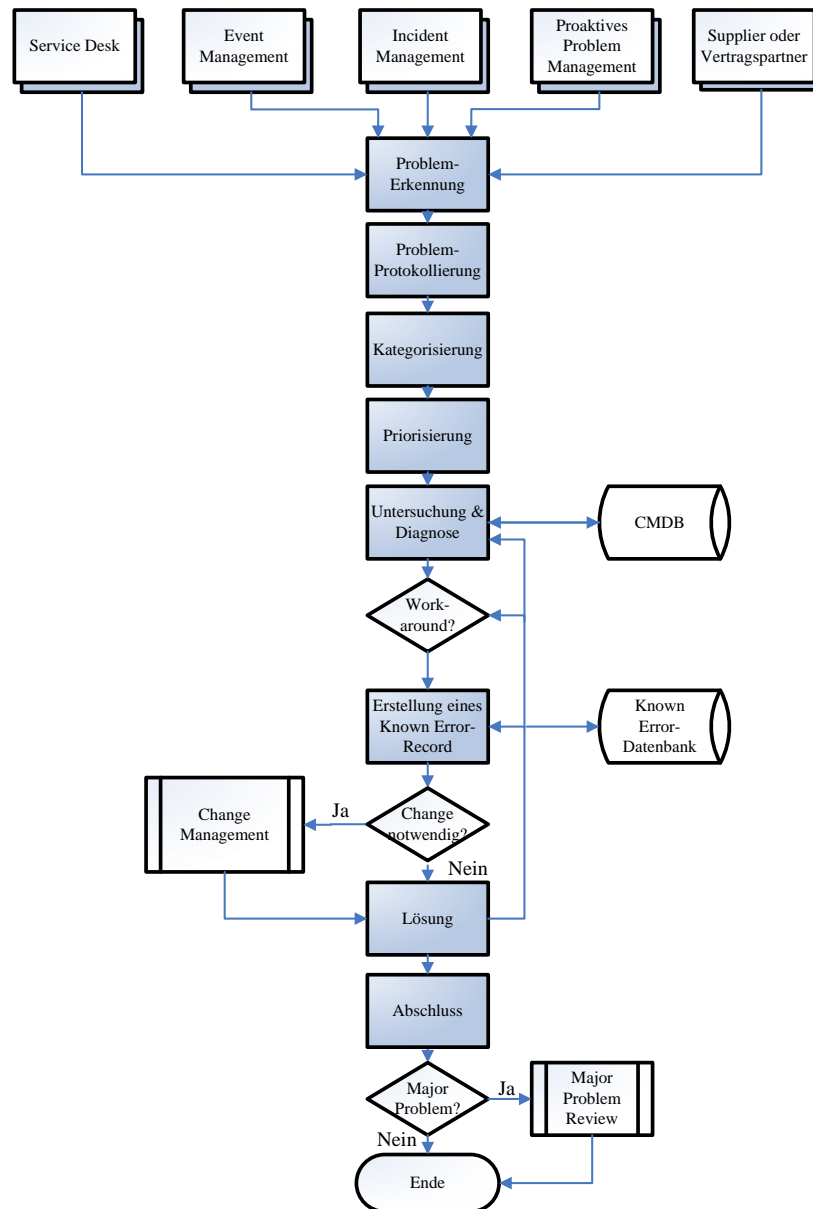 Service Desk
Event
Management
Incident
Management
Proaktives
Problem
Management
Supplier oder
Vertragspartner
Problem-
Erkennung
Problem-
Protokollierung
Kategorisierung
Priorisierung
Untersuchung &
Diagnose
CMDB
Work-
around?
Erstellung eines
Known Error-
Record
Known
Error-
Datenbank
Change
Management
Ja
Change
notwendig?
Nein
Lösung
Abschluss
Major
Problem?
Ja
Major
Problem
Review
Nein
Ende